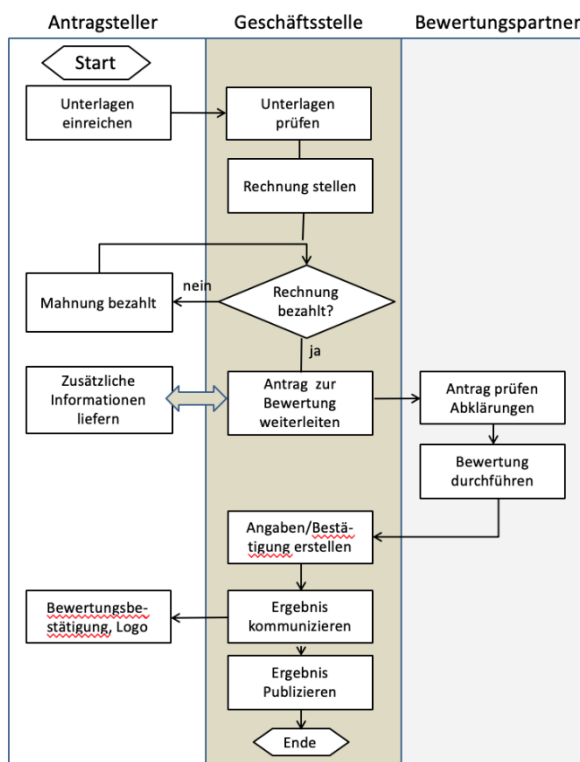 Antragsteller
Geschäftsstelle
Bewertungspartner
Start
Unterlagen
einreichen
Unterlagen
prüfen
Rechnung stellen
nein
Mahnung bezahlt
Rechnung
bezahlt?
ja
Zusätzliche
Informationen
liefern
Antrag zur
Bewertung
weiterleiten
Antrag prüfen
Abklärungen
Bewertung
durchführen
Angaben/Bestä-
tigung erstellen
Bewertungsbe-
stätigung, Logo
Ergebnis
kommunizieren
Ergebnis
Publizieren
Ende